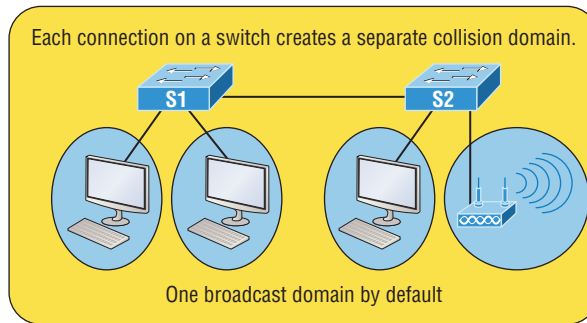 Each connection on a switch creates a separate collision domain.
S1
S2
One broadcast domain by default